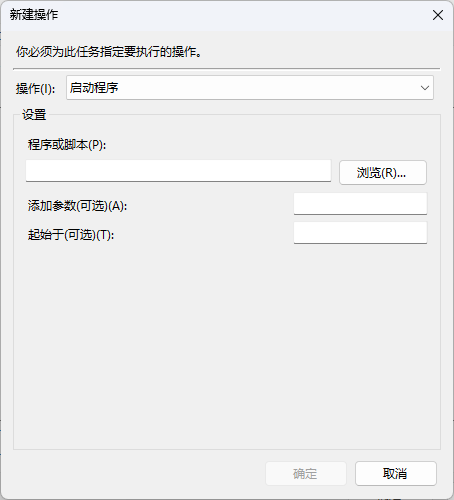 新建操作
你必须为此任务指定要执行的操作。
操作(I): 启动程序
设置
程序或脚本(P):
浏览(R)...
添加参数(可选)(A):
起始于(可选)(T):
确定 取消